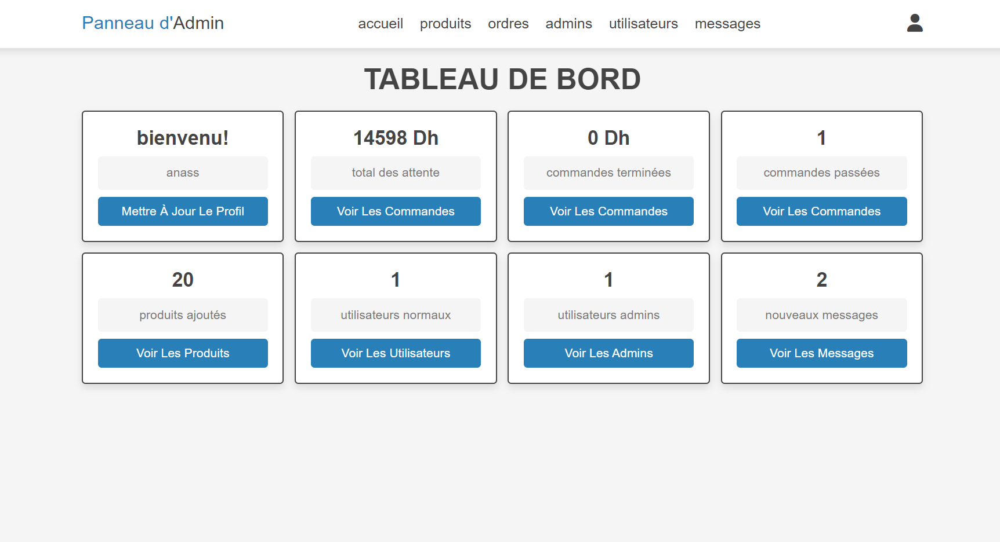 Panneau d'Admin
accueil produits ordres admins utilisateurs messages
TABLEAU DE BORD
bienvenu!
anass
Mettre À Jour Le Profil
14598 Dh
total des attente
Voir Les Commandes
0 Dh
commandes terminées
Voir Les Commandes
1
commandes passées
Voir Les Commandes
20
produits ajoutés
Voir Les Produits
1
utilisateurs normaux
Voir Les Utilisateurs
1
utilisateurs admins
Voir Les Admins
2
nouveaux messages
Voir Les Messages